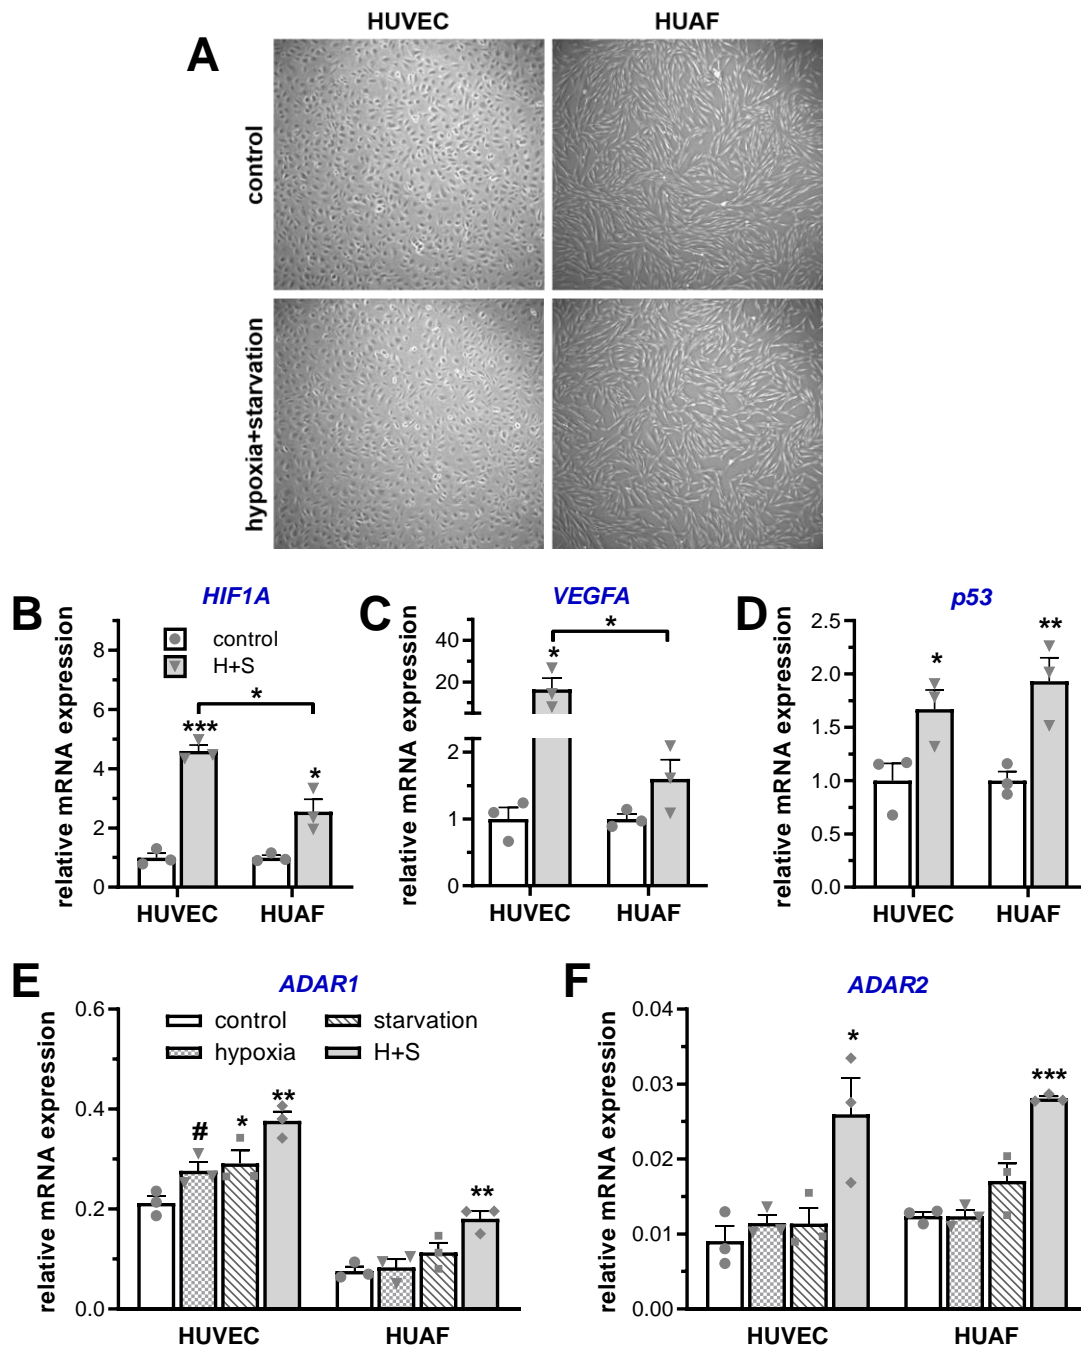 HUVEC HUAF
A
control
hypoxia+starvation
B
HIF1A
relative mRNA expression
8
6
4
2
0
control
H+S
*
***
*
HUVEC HUAF
C
VEGFA
relative mRNA expression
40
20
2
1
0
*
*
HUVEC HUAF
D
p53
relative mRNA expression
2.5
2.0
1.5
1.0
0.5
0.0
*
**
HUVEC HUAF
E
ADAR1
relative mRNA expression
0.6
0.4
0.2
0.0
control starvation
hypoxia H+S
#
*
**
**
HUVEC HUAF
F
ADAR2
relative mRNA expression
0.04
0.03
0.02
0.01
0.00
*
***
HUVEC HUAF